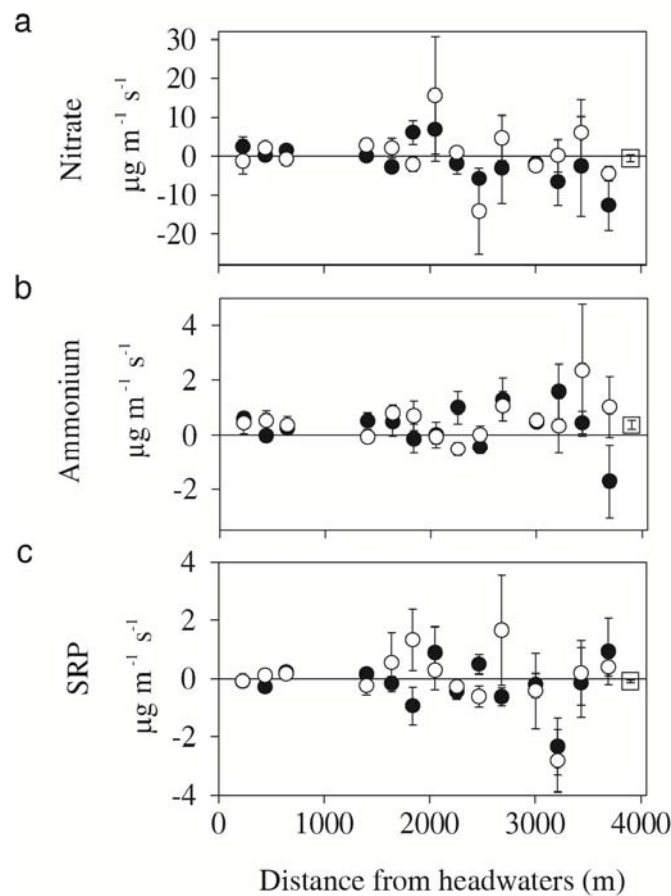 a
Nitrate
µg m⁻¹ s⁻¹
30
20
10
0
-10
-20
b
Ammonium
µg m⁻¹ s⁻¹
4
2
0
-2
c
SRP
µg m⁻¹ s⁻¹
4
2
0
-2
-4
0 1000 2000 3000 4000
Distance from headwaters (m)